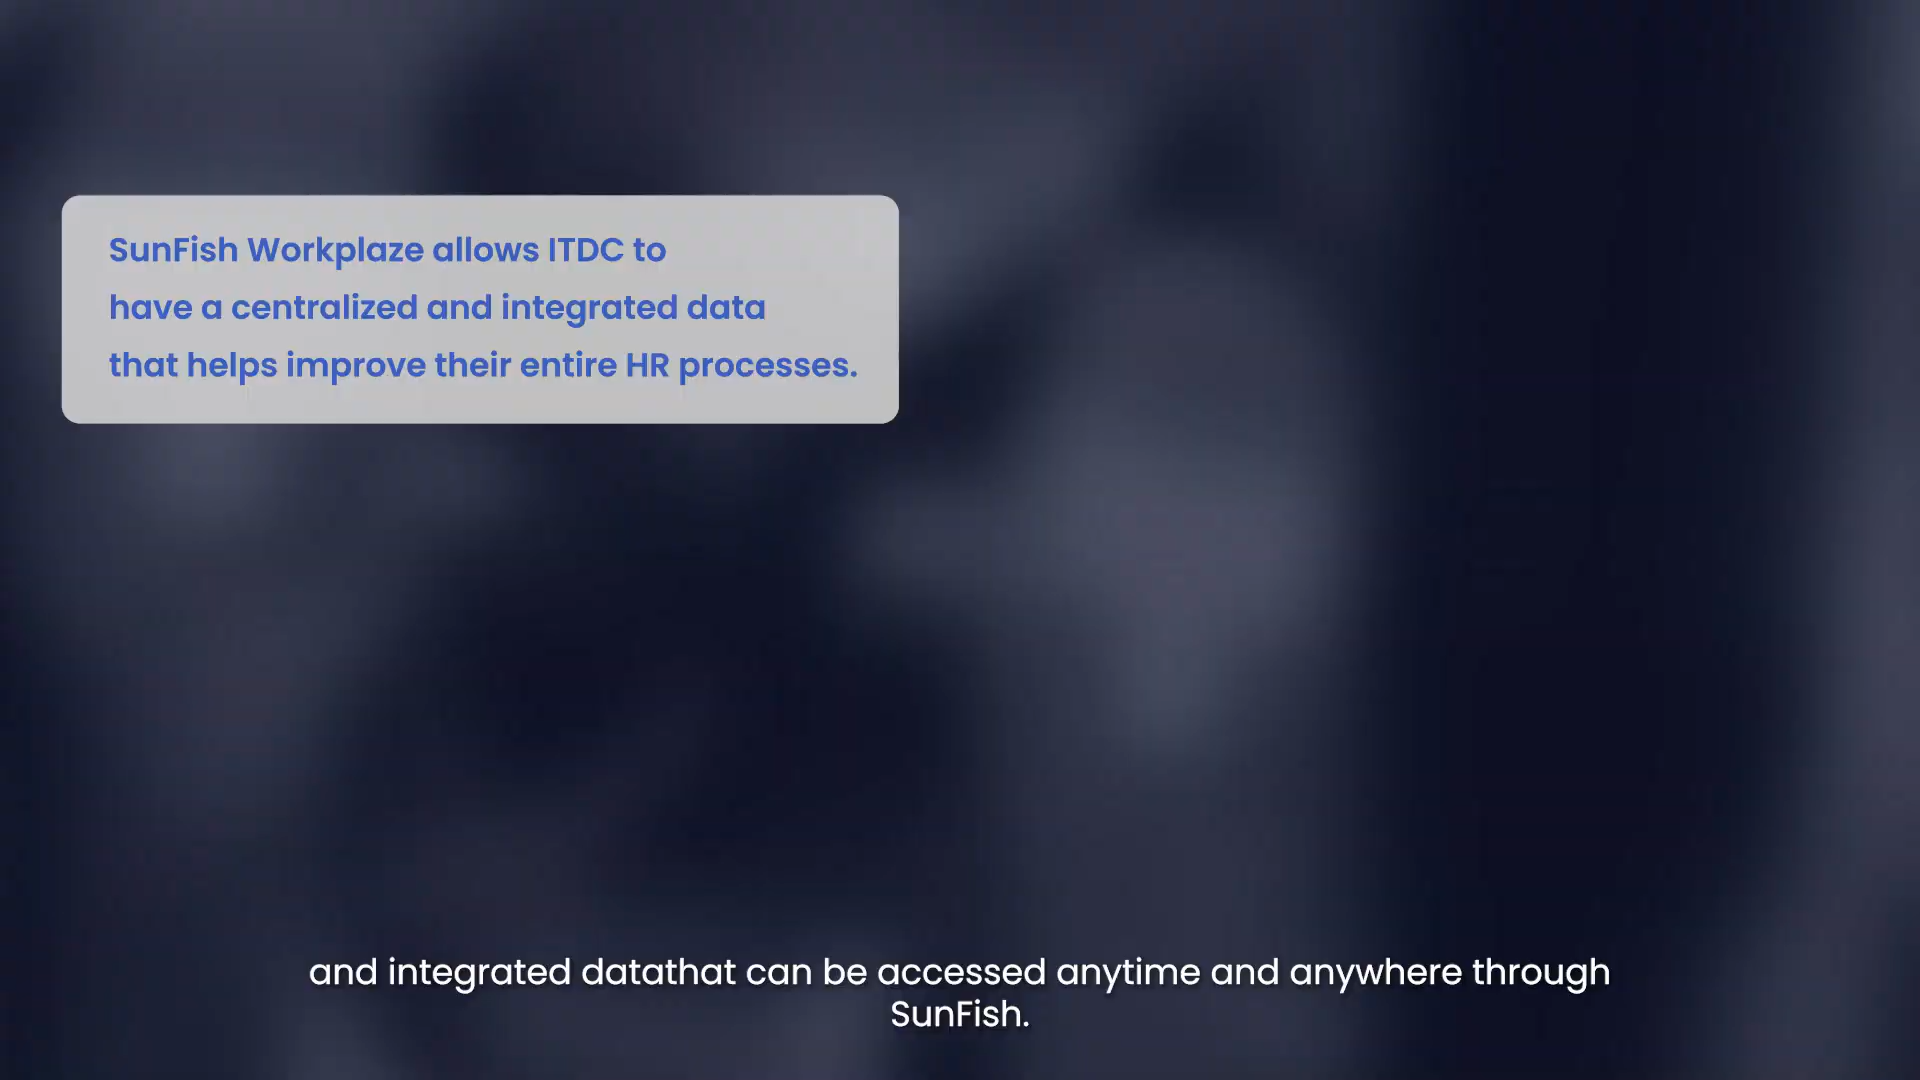 SunFish Workplaze allows ITDC to
have a centralized and integrated data
that helps improve their entire HR processes.
and integrated datathat can be accessed anytime and anywhere through
SunFish.